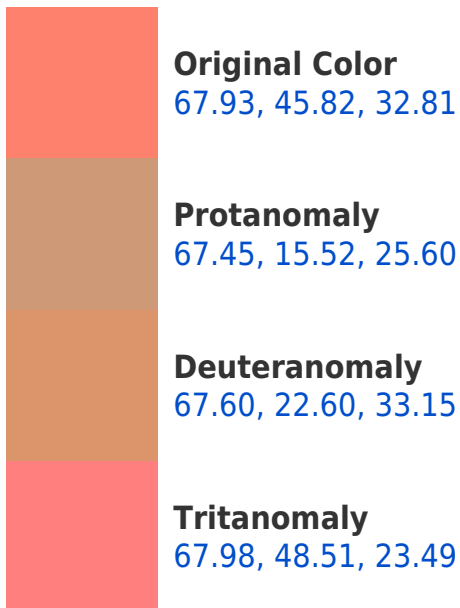 Original Color
67.93, 45.82, 32.81
Protanomaly
67.45, 15.52, 25.60
Deuteranomaly
67.60, 22.60, 33.15
Tritanomaly
67.98, 48.51, 23.49